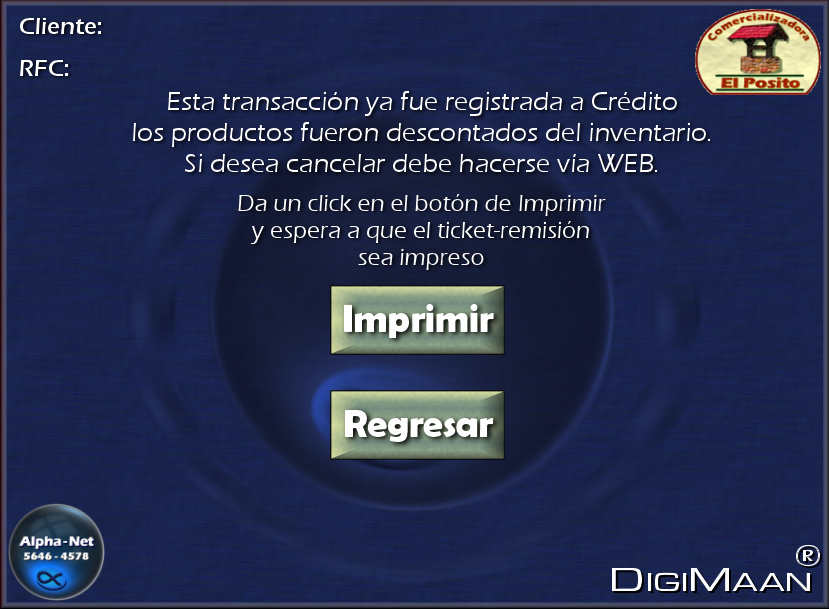 Cliente:
RFC:
Comercializadora
El Posito
Esta transacción ya fue registrada a Crédito
los productos fueron descontados del inventario.
Si desea cancelar debe hacerse vía WEB.
Da un click en el botón de Imprimir
y espera a que el ticket-remisión
sea impreso
Imprimir
Regresar
Alpha-Net
5646 - 4578
DIGIMAAN®